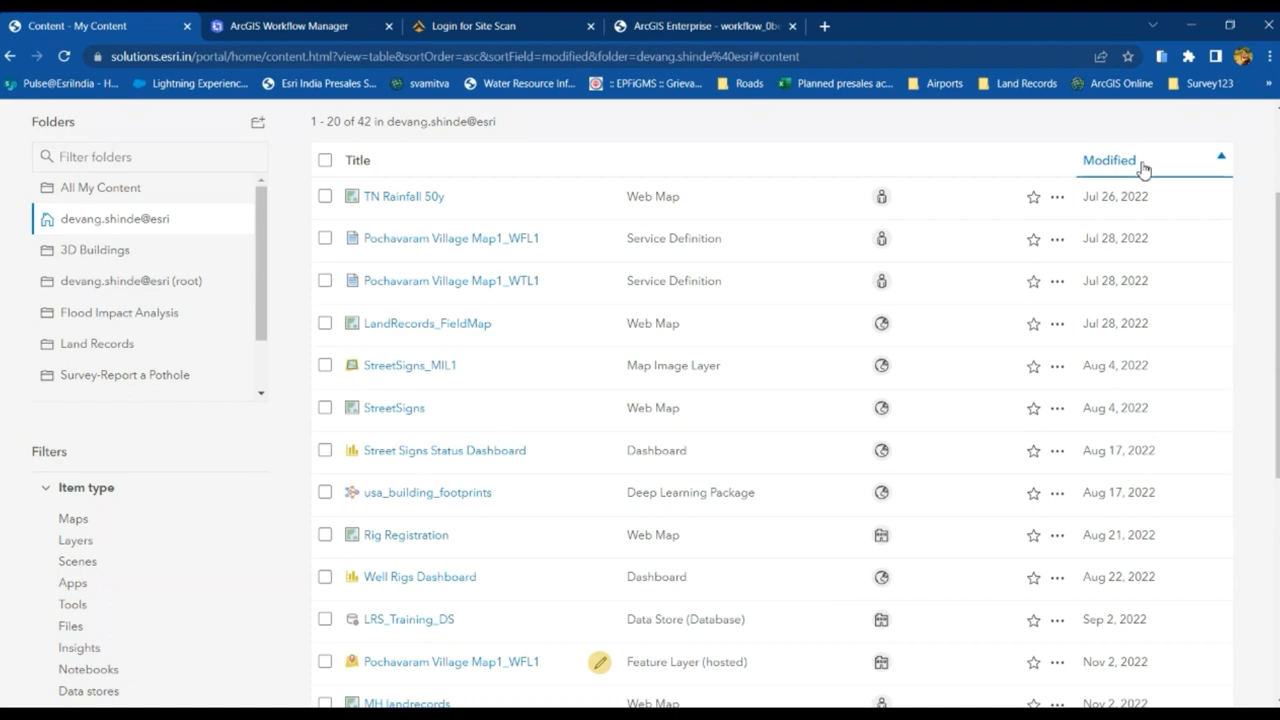 Content - My Content
ArcGIS Workflow Manager
Login for Site Scan
ArcGIS Enterprise - workflow_0be
solutions.esri.in/portal/home/content.html?view=table&sortOrder=asc&sortField=modified&folder=devang.shinde%40esri#content
Pulse@EsriIndia - H...
Lightning Experienc...
Esri India Presales S...
svamitva
Water Resource Inf...
:: EPFiGMS :: Grieva...
Roads
Planned presales ac...
Airports
Land Records
ArcGIS Online
Survey123
»
Folders
1 - 20 of 42 in devang.shinde@esri
Filter folders
All My Content
devang.shinde@esri
3D Buildings
devang.shinde@esri (root)
Flood Impact Analysis
Land Records
Survey-Report a Pothole
Filters
Item type
Maps
Layers
Scenes
Apps
Tools
Files
Insights
Notebooks
Data stores
Title Modified
TN Rainfall 50y Web Map Jul 26, 2022
Pochavaram Village Map1_WFL1 Service Definition Jul 28, 2022
Pochavaram Village Map1_WTL1 Service Definition Jul 28, 2022
LandRecords_FieldMap Web Map Jul 28, 2022
StreetSigns_MIL1 Map Image Layer Aug 4, 2022
StreetSigns Web Map Aug 4, 2022
Street Signs Status Dashboard Dashboard Aug 17, 2022
usa_building_footprints Deep Learning Package Aug 17, 2022
Rig Registration Web Map Aug 21, 2022
Well Rigs Dashboard Dashboard Aug 22, 2022
LRS_Training_DS Data Store (Database) Sep 2, 2022
Pochavaram Village Map1_WFL1 Feature Layer (hosted) Nov 2, 2022
MH landrecords Web Map Nov 2, 2022